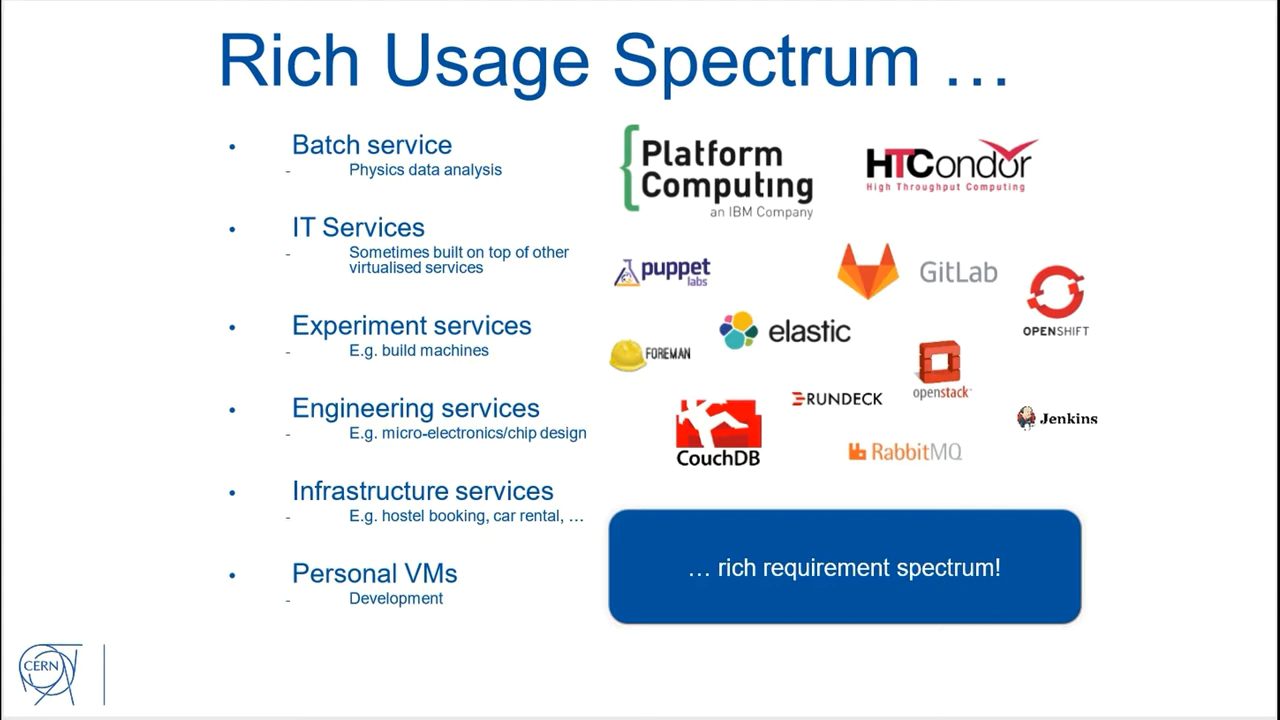 Rich Usage Spectrum …
• Batch service
- Physics data analysis
• IT Services
- Sometimes built on top of other
virtualised services
• Experiment services
- E.g. build machines
• Engineering services
- E.g. micro-electronics/chip design
• Infrastructure services
- E.g. hostel booking, car rental, …
• Personal VMs
- Development
Platform
Computing
an IBM Company
HTCondor
High Throughput Computing
puppet
labs
GitLab
OPENSHIFT
elastic
FOREMAN
openstack
RUNDECK
Jenkins
CouchDB
RabbitMQ
… rich requirement spectrum!
CERN